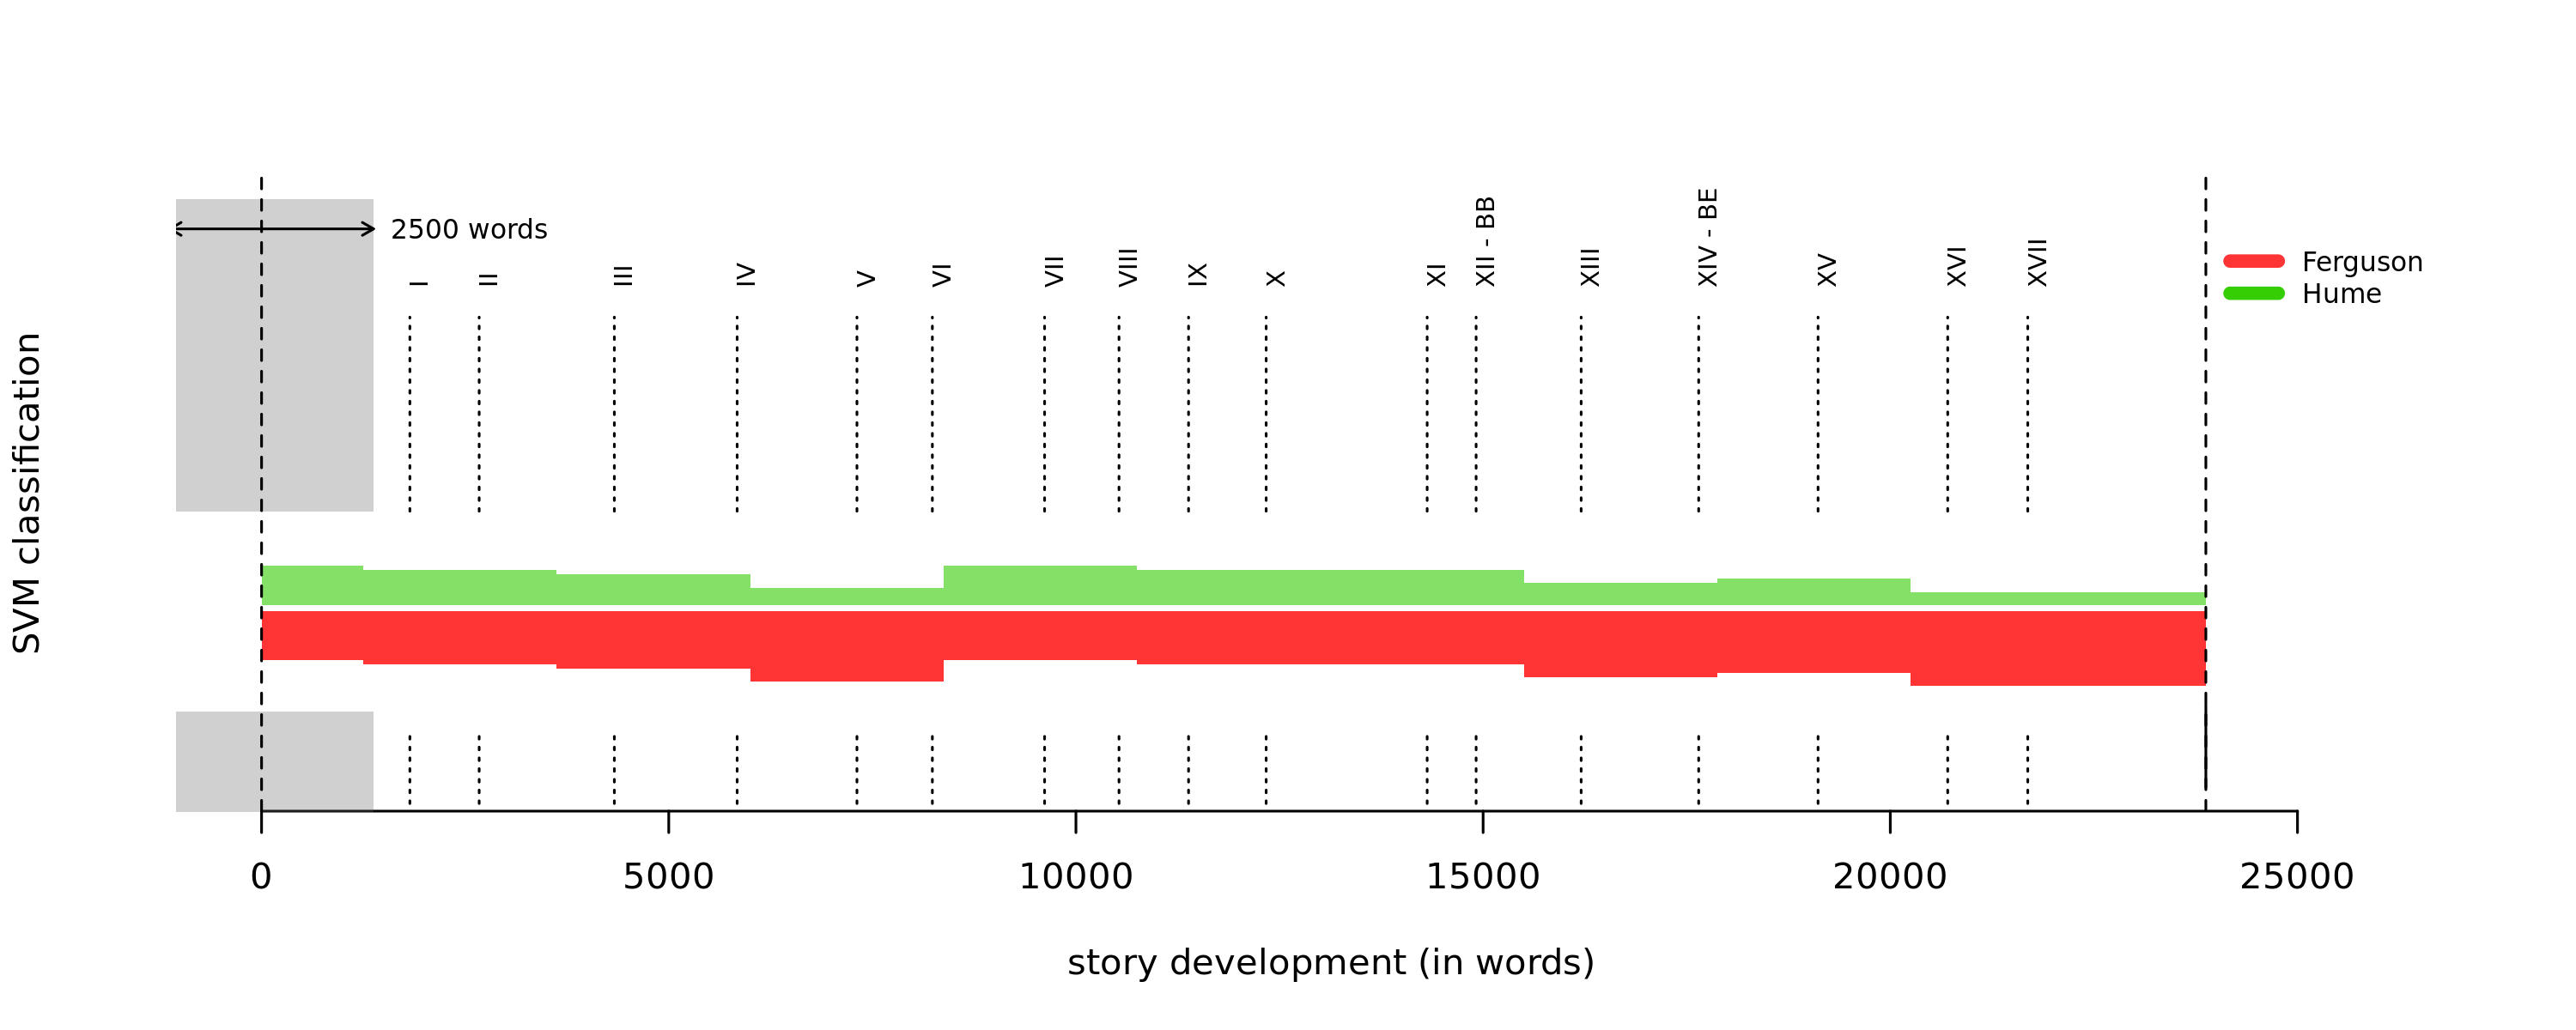 2500 words
I
II
III
IV
V
VI
VII
VIII
IX
X
XI
XII - BB
XIII
XIV - BE
XV
XVI
XVII
Ferguson
Hume
SVM classification
0
5000
10000
15000
20000
25000
story development (in words)